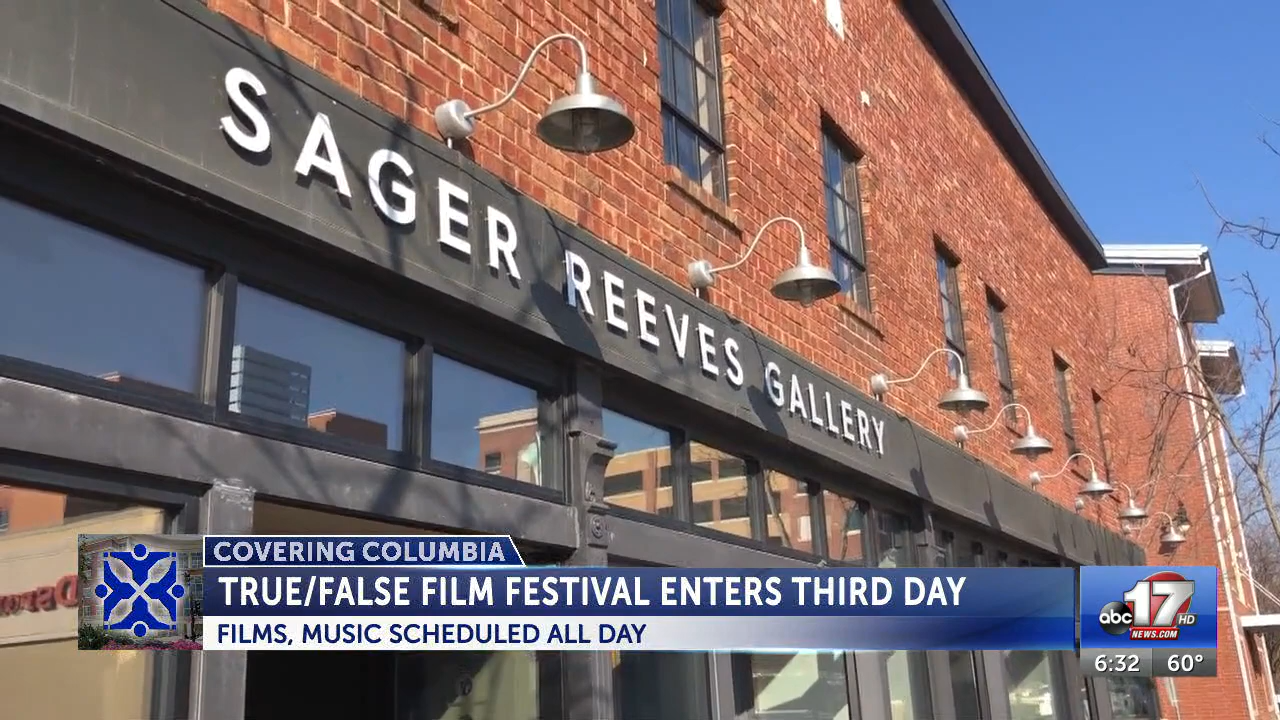 SAGER REEVES GALLERY
COVERING COLUMBIA
TRUE/FALSE FILM FESTIVAL ENTERS THIRD DAY
FILMS, MUSIC SCHEDULED ALL DAY
abc 17 HD
NEWS.COM
6:32 60°